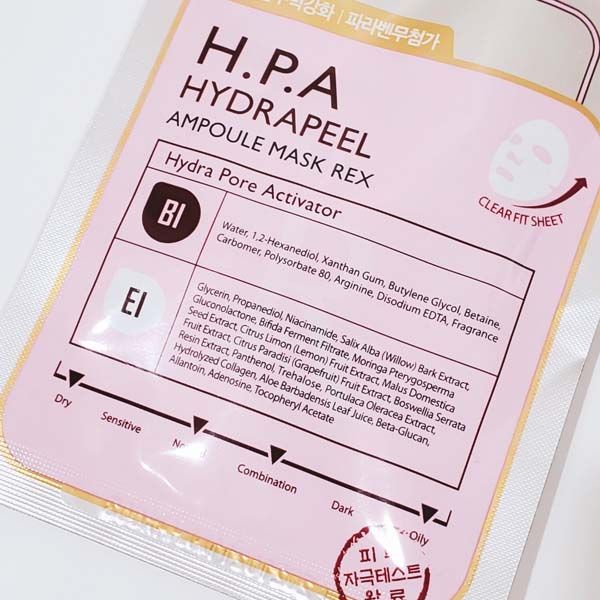 강화 | 파라벤무첨가
H.P.A
HYDRAPEEL
AMPOULE MASK REX
CLEAR FIT SHEET
Hydra Pore Activator
BI
Water, 1,2-Hexanediol, Xanthan Gum, Butylene Glycol, Betaine,
Carbomer, Polysorbate 80, Arginine, Disodium EDTA, Fragrance
EI
Glycerin, Propanediol, Niacinamide, Salix Alba (Willow) Bark Extract,
Gluconolactone, Bifida Ferment Filtrate, Moringa Pterygosperma
Seed Extract, Citrus Limon (Lemon) Fruit Extract, Malus Domestica
Fruit Extract, Citrus Paradisi (Grapefruit) Fruit Extract, Boswellia Serrata
Resin Extract, Panthenol, Trehalose, Portulaca Oleracea Extract,
Hydrolyzed Collagen, Aloe Barbadensis Leaf Juice, Beta-Glucan,
Allantoin, Adenosine, Tocopheryl Acetate
Dry Sensitive Combination Dark Oily
피
자극테스트
완료